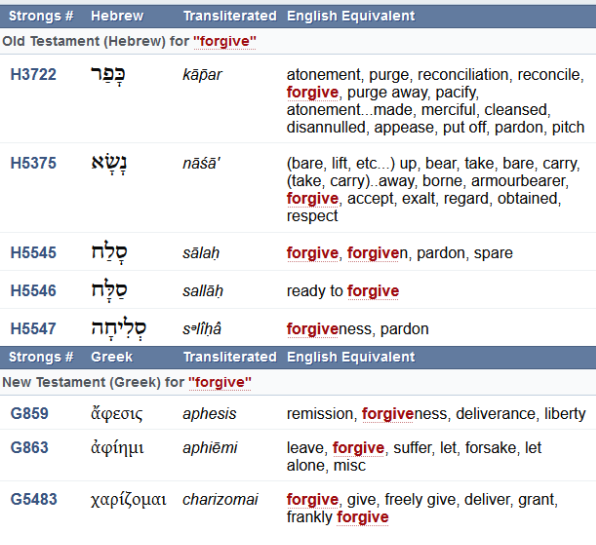 Strongs # Hebrew Transliterated English Equivalent
Old Testament (Hebrew) for "forgive"
H3722 כָּפַר kāp̄ar atonement, purge, reconciliation, reconcile,
forgive, purge away, pacify,
atonement...made, merciful, cleansed,
disannulled, appease, put off, pardon, pitch
H5375 נָשָׂא nāśā' (bare, lift, etc...) up, bear, take, bare, carry,
(take, carry)..away, borne, armourbearer,
forgive, accept, exalt, regard, obtained,
respect
H5545 סָלַח sālaḥ forgive, forgiven, pardon, spare
H5546 סַלָּח sallāḥ ready to forgive
H5547 סְלִיחָה sᵊlîḥâ forgiveness, pardon
Strongs # Greek Transliterated English Equivalent
New Testament (Greek) for "forgive"
G859 ἄφεσις aphesis remission, forgiveness, deliverance, liberty
G863 ἀφίημι aphiēmi leave, forgive, suffer, let, forsake, let
alone, misc
G5483 χαρίζομαι charizomai forgive, give, freely give, deliver, grant,
frankly forgive